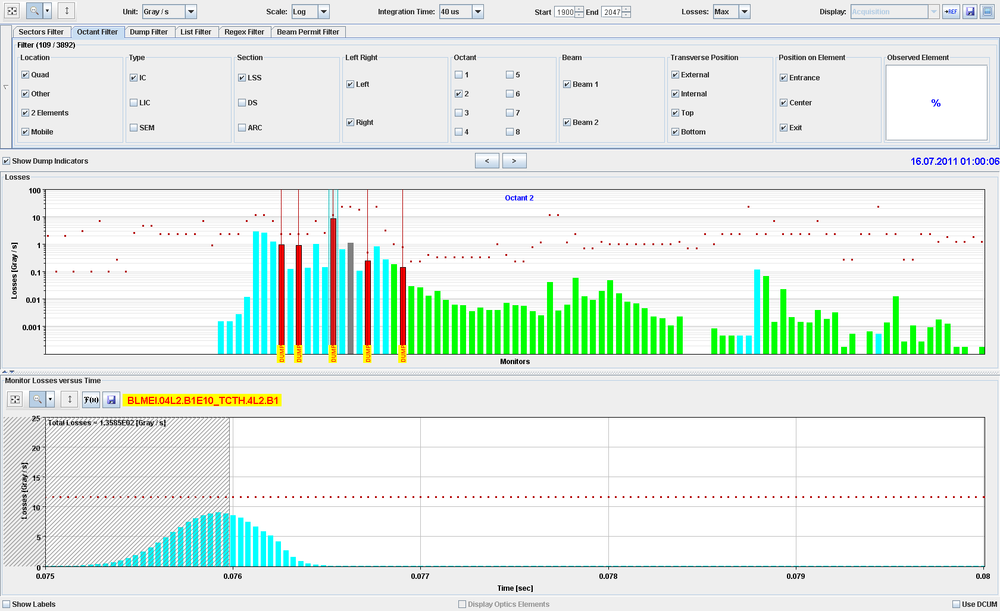 Unit: Gray / s Scale: Log Integration Time: 40 us Start 1900 End 2047 Losses: Max Display: Acquisition →REF
Sectors Filter Octant Filter Dump Filter List Filter Regex Filter Beam Permit Filter
Filter (109 / 3892)
Location Type Section Left Right Octant Beam Transverse Position Position on Element Observed Element
Quad
Other
2 Elements
Mobile
IC
LIC
SEM
LSS
DS
ARC
Left
Right
1 5
2 6
3 7
4 8
Beam 1
Beam 2
External
Internal
Top
Bottom
Entrance
Center
Exit
%
Show Dump Indicators < > 16.07.2011 01:00:06
Losses
Octant 2
100
10
1
0.1
0.01
0.001
Losses [Gray / s]
DUMP DUMP DUMP DUMP DUMP
Monitors
Monitor Losses versus Time
F(x) BLMEI.04L2.B1E10_TCTH.4L2.B1
Total Losses = 1.3585E02 [Gray / s]
25
20
15
10
5
0
Losses [Gray / s]
0.075 0.076 0.077 0.078 0.079 0.08
Time [sec]
Show Labels Display Optics Elements Use DCUM